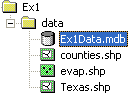 Ex1
data
Ex1Data.mdb
counties.shp
evap.shp
Texas.shp